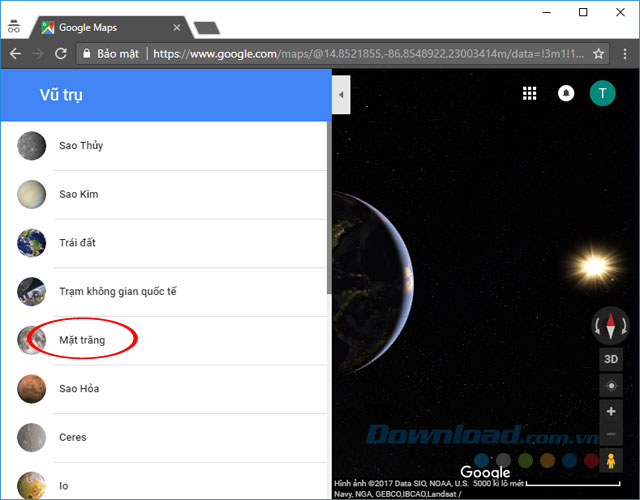 Google Maps
Bảo mật https://www.google.com/maps/@14.8521855,-86.8548922,23003414m/data=!3m1!1...
Vũ trụ
T
Sao Thủy
Sao Kim
Trái đất
Trạm không gian quốc tế
Mặt trăng
Sao Hỏa
Ceres
Io
3D
Download.com.vn
Google
Hình ảnh ©2017 Data SIO, NOAA, U.S. 5000 ki lô mét
Navy, NGA, GEBCO,IBCAO,Landsat /